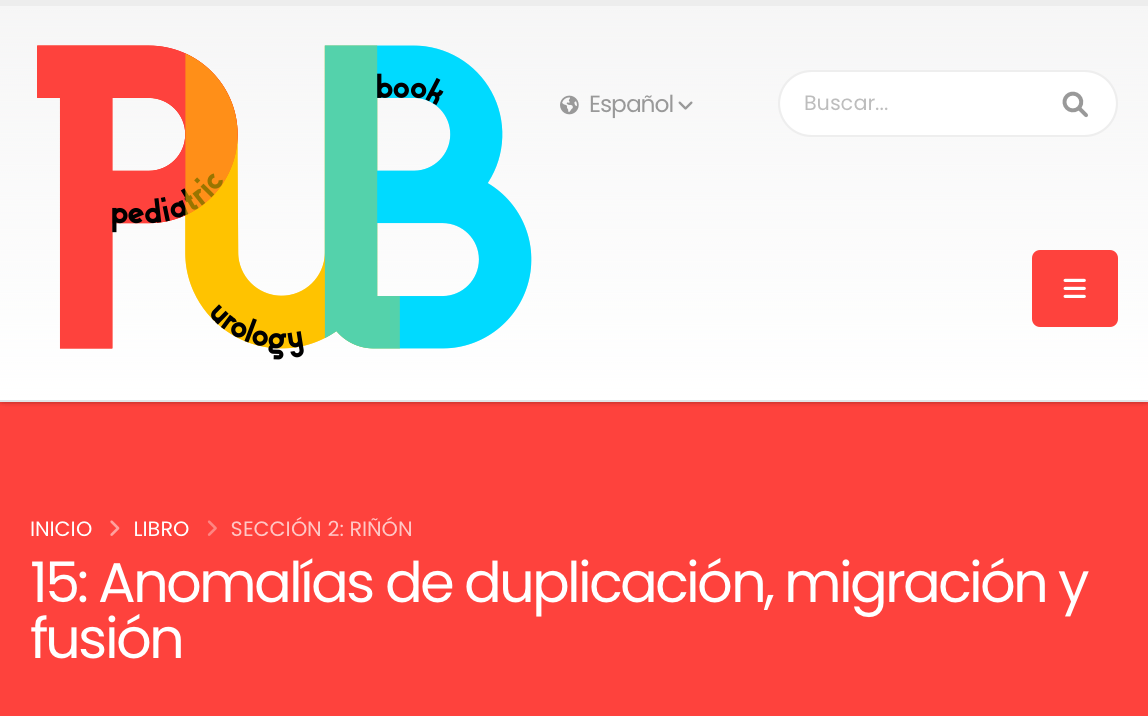 PUB
pediatric
urology
book
Español
Buscar...
INICIO
LIBRO
SECCIÓN 2: RIÑÓN
15: Anomalías de duplicación, migración y
fusión